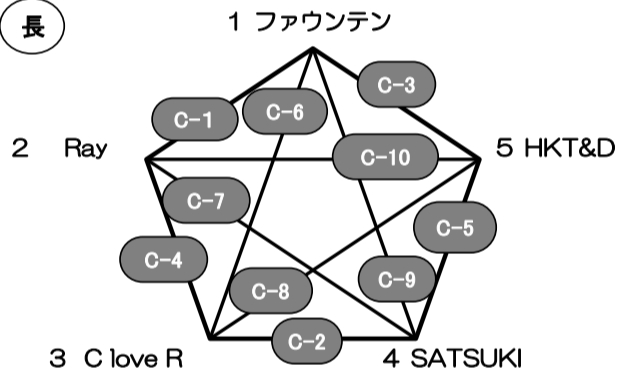 長
1 ファウンテン
C-3
C-1
C-6
2 Ray
C-10
5 HKT&D
C-7
C-5
C-4
C-8
C-9
C-2
3 C love R
4 SATSUKI